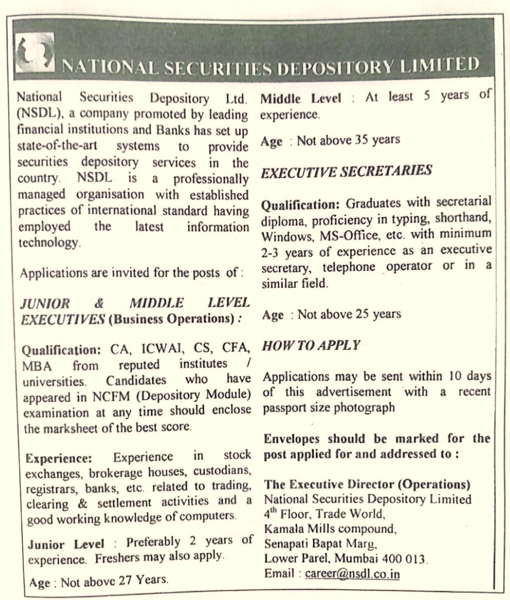 NATIONAL SECURITIES DEPOSITORY LIMITED
National Securities Depository Ltd.
(NSDL), a company promoted by leading
financial institutions and Banks has set up
state-of-the-art systems to provide
securities depository services in the
country. NSDL is a professionally
managed organisation with established
practices of international standard having
employed the latest information
technology.
Applications are invited for the posts of :
JUNIOR & MIDDLE LEVEL
EXECUTIVES (Business Operations) :
Qualification: CA, ICWAI, CS, CFA,
MBA from reputed institutes /
universities. Candidates who have
appeared in NCFM (Depository Module)
examination at any time should enclose
the marksheet of the best score.
Experience: Experience in stock
exchanges, brokerage houses, custodians,
registrars, banks, etc. related to trading,
clearing & settlement activities and a
good working knowledge of computers.
Junior Level : Preferably 2 years of
experience. Freshers may also apply.
Age : Not above 27 Years.
Middle Level : At least 5 years of
experience.
Age : Not above 35 years
EXECUTIVE SECRETARIES
Qualification: Graduates with secretarial
diploma, proficiency in typing, shorthand,
Windows, MS-Office, etc. with minimum
2-3 years of experience as an executive
secretary, telephone operator or in a
similar field.
Age : Not above 25 years
HOW TO APPLY
Applications may be sent within 10 days
of this advertisement with a recent
passport size photograph
Envelopes should be marked for the
post applied for and addressed to :
The Executive Director (Operations)
National Securities Depository Limited
4th Floor, Trade World,
Kamala Mills compound,
Senapati Bapat Marg,
Lower Parel, Mumbai 400 013.
Email : career@nsdl.co.in